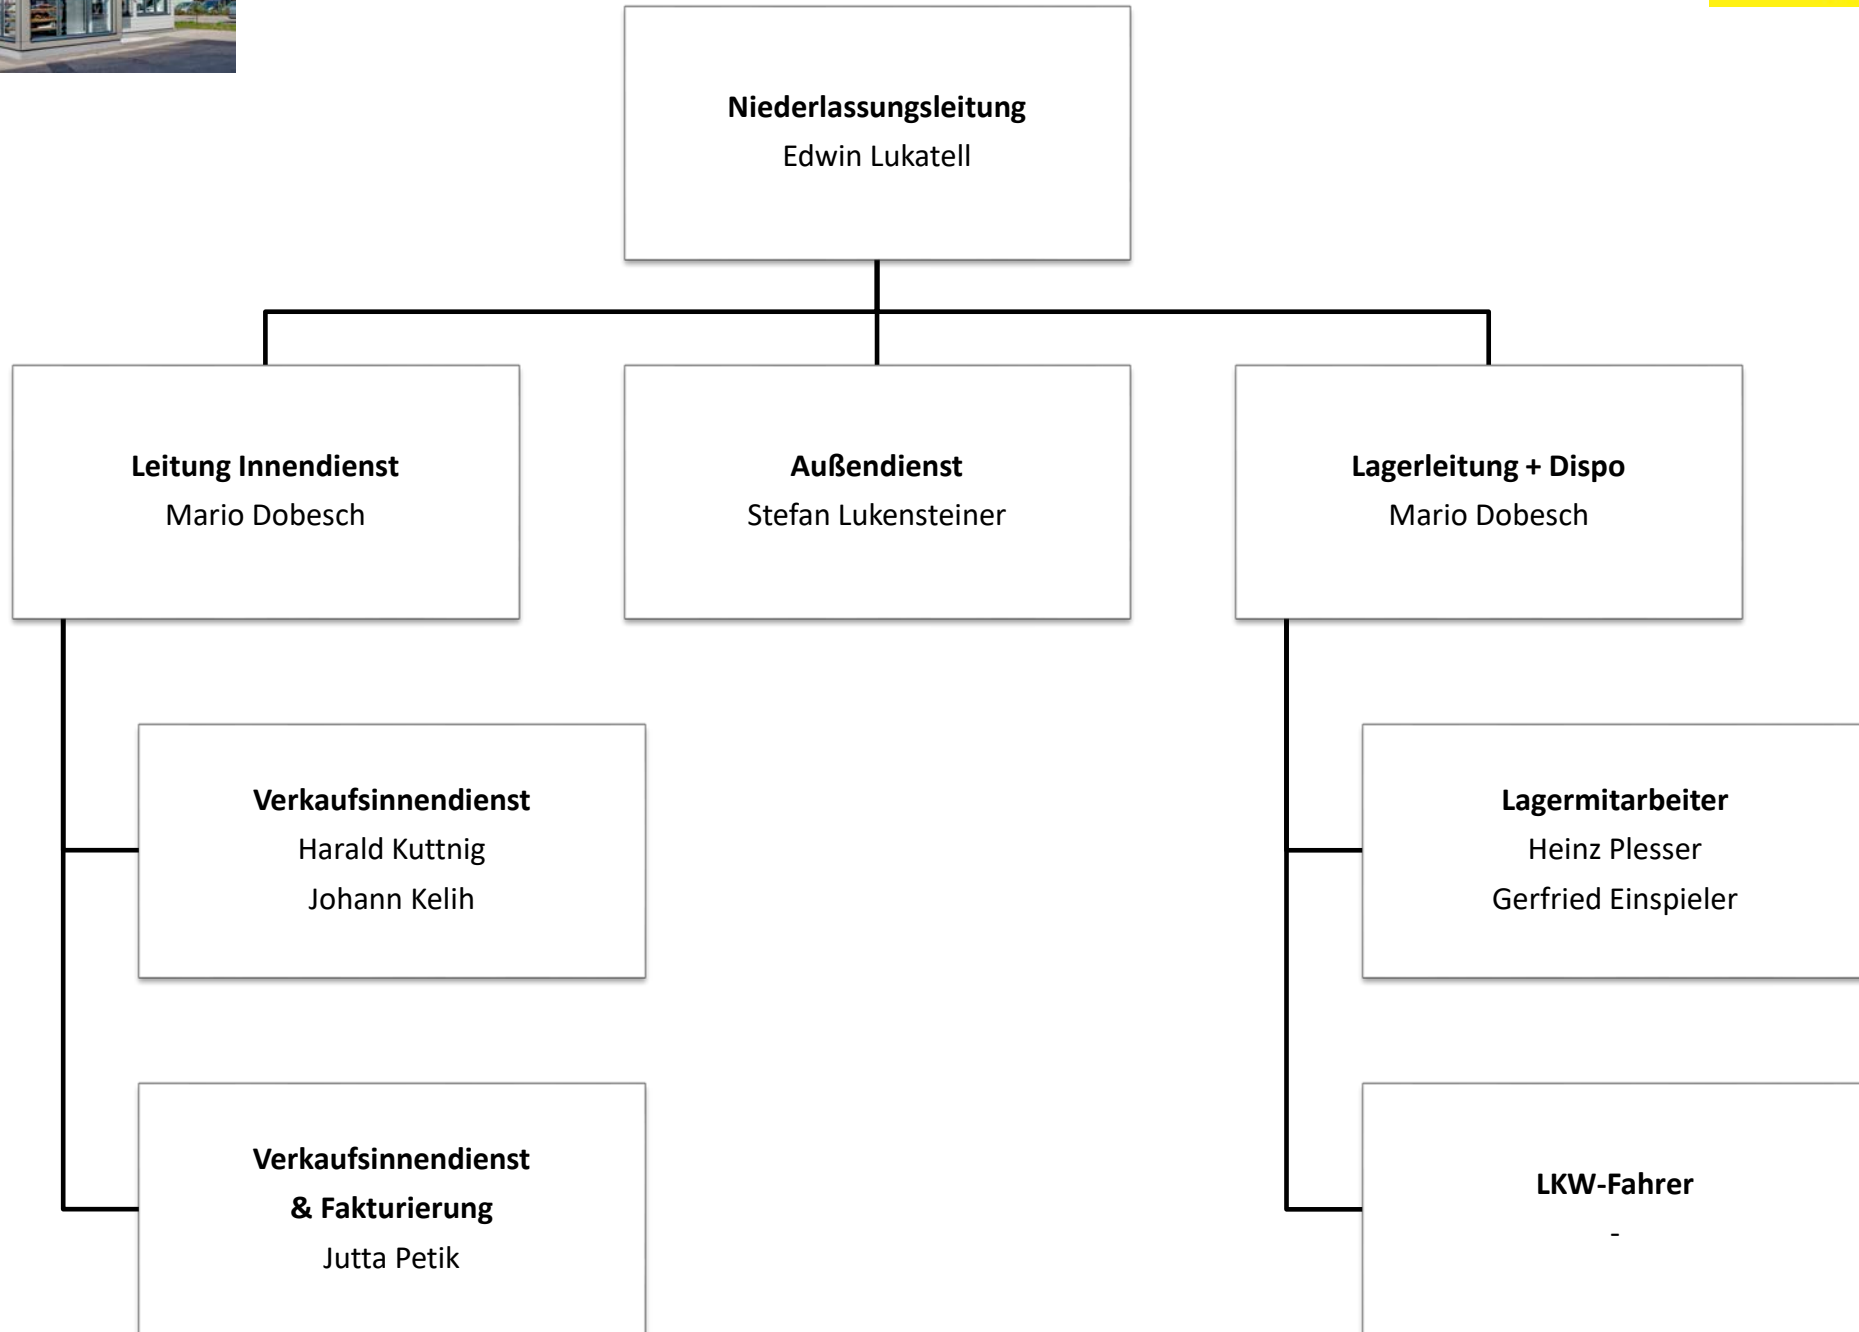 Niederlassungsleitung
Edwin Lukatell
Leitung Innendienst
Mario Dobesch
Außendienst
Stefan Lukensteiner
Lagerleitung + Dispo
Mario Dobesch
Verkaufsinnendienst
Harald Kuttnig
Johann Kelih
Lagermitarbeiter
Heinz Plesser
Gerfried Einspieler
Verkaufsinnendienst
& Fakturierung
Jutta Petik
LKW-Fahrer
-